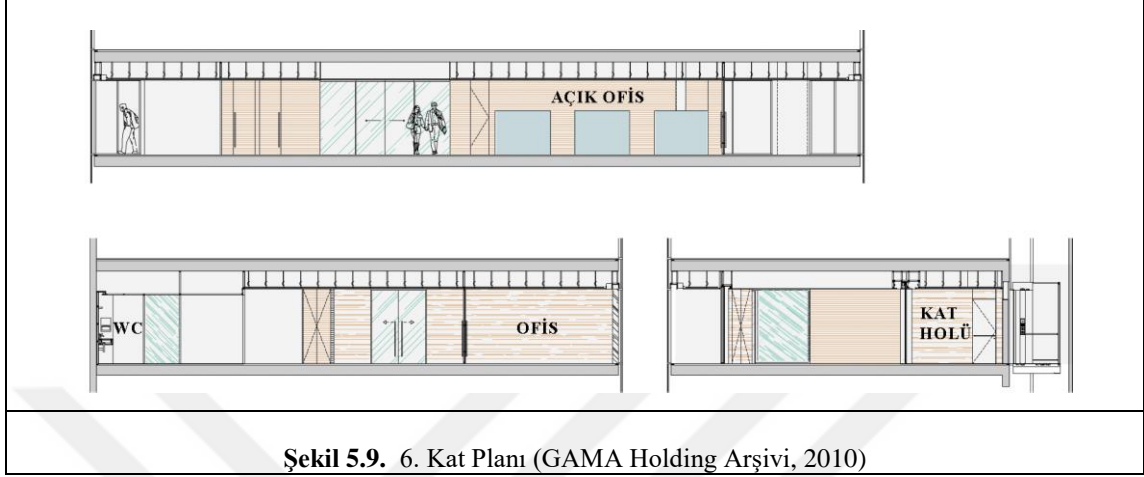 AÇIK OFİS
WC
OFİS
KAT
HOLÜ
Şekil 5.9. 6. Kat Planı (GAMA Holding Arşivi, 2010)